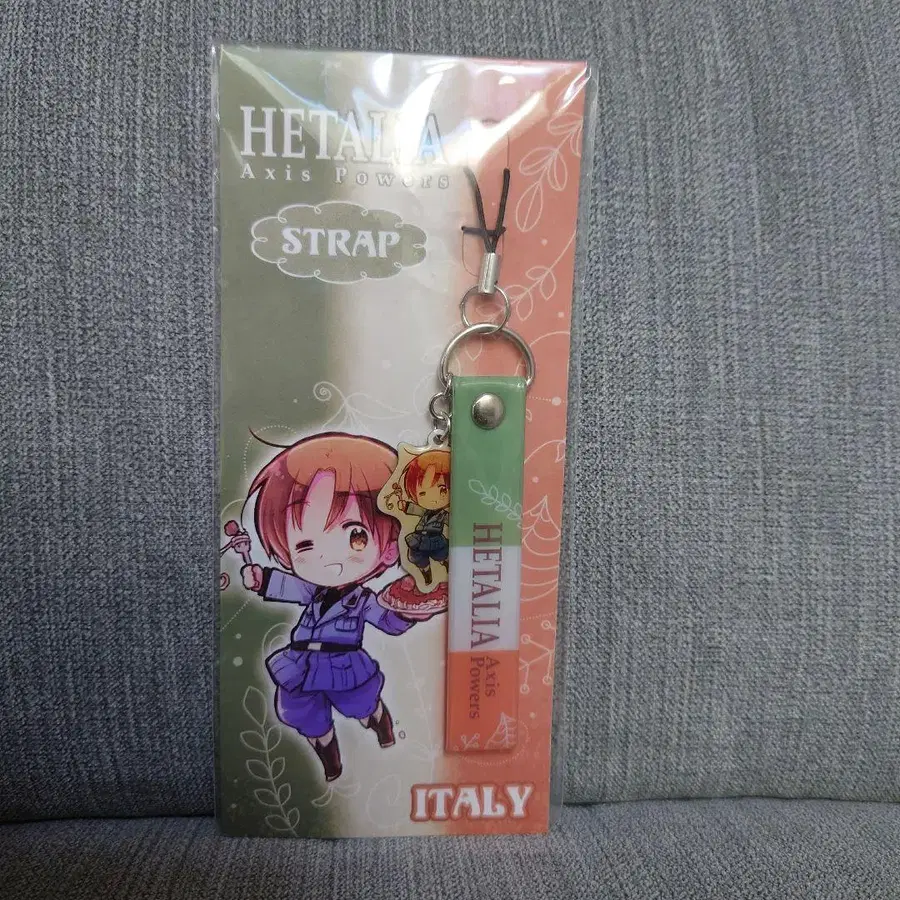 HETALIA
Axis Powers
STRAP
HETALIA
Axis
Powers
ITALY